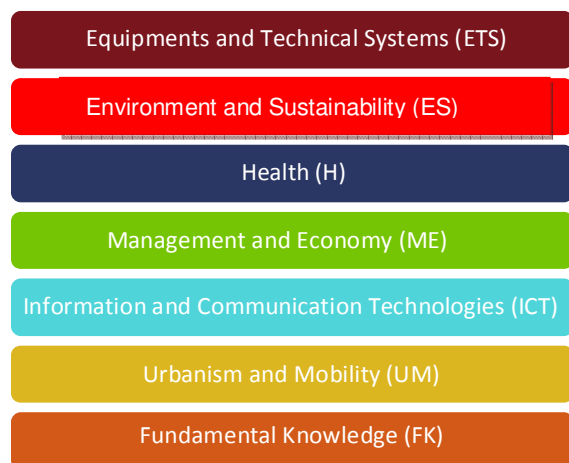 Equipments and Technical Systems (ETS)
Environment and Sustainability (ES)
Health (H)
Management and Economy (ME)
Information and Communication Technologies (ICT)
Urbanism and Mobility (UM)
Fundamental Knowledge (FK)